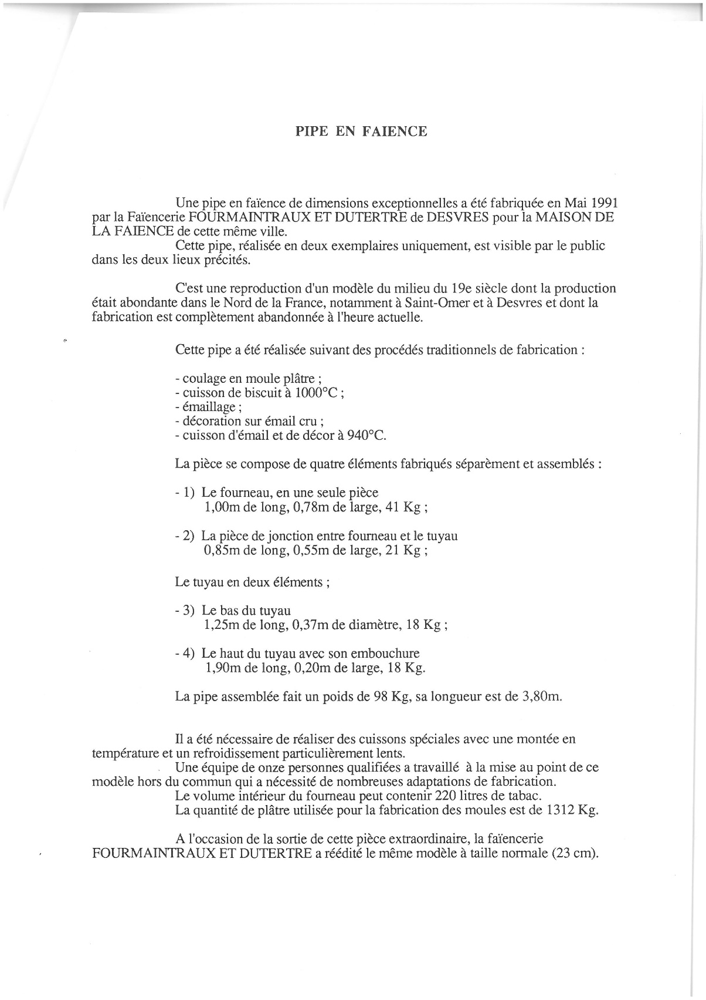 PIPE EN FAIENCE
Une pipe en faïence de dimensions exceptionnelles a été fabriquée en Mai 1991
par la Faïencerie FOURMAINTRAUX ET DUTERTRE de DESVRES pour la MAISON DE
LA FAIENCE de cette même ville.
Cette pipe, réalisée en deux exemplaires uniquement, est visible par le public
dans les deux lieux précités.
C'est une reproduction d'un modèle du milieu du 19e siècle dont la production
était abondante dans le Nord de la France, notamment à Saint-Omer et à Desvres et dont la
fabrication est complètement abandonnée à l'heure actuelle.
Cette pipe a été réalisée suivant des procédés traditionnels de fabrication :
- coulage en moule plâtre ;
- cuisson de biscuit à 1000°C ;
- émaillage ;
- décoration sur émail cru ;
- cuisson d'émail et de décor à 940°C.
La pièce se compose de quatre éléments fabriqués séparèment et assemblés :
- 1) Le fourneau, en une seule pièce
1,00m de long, 0,78m de large, 41 Kg ;
- 2) La pièce de jonction entre fourneau et le tuyau
0,85m de long, 0,55m de large, 21 Kg ;
Le tuyau en deux éléments ;
- 3) Le bas du tuyau
1,25m de long, 0,37m de diamètre, 18 Kg ;
- 4) Le haut du tuyau avec son embouchure
1,90m de long, 0,20m de large, 18 Kg.
La pipe assemblée fait un poids de 98 Kg, sa longueur est de 3,80m.
Il a été nécessaire de réaliser des cuissons spéciales avec une montée en
température et un refroidissement particulièrement lents.
Une équipe de onze personnes qualifiées a travaillé à la mise au point de ce
modèle hors du commun qui a nécessité de nombreuses adaptations de fabrication.
Le volume intérieur du fourneau peut contenir 220 litres de tabac.
La quantité de plâtre utilisée pour la fabrication des moules est de 1312 Kg.
A l'occasion de la sortie de cette pièce extraordinaire, la faïencerie
FOURMAINTRAUX ET DUTERTRE a réédité le même modèle à taille normale (23 cm).